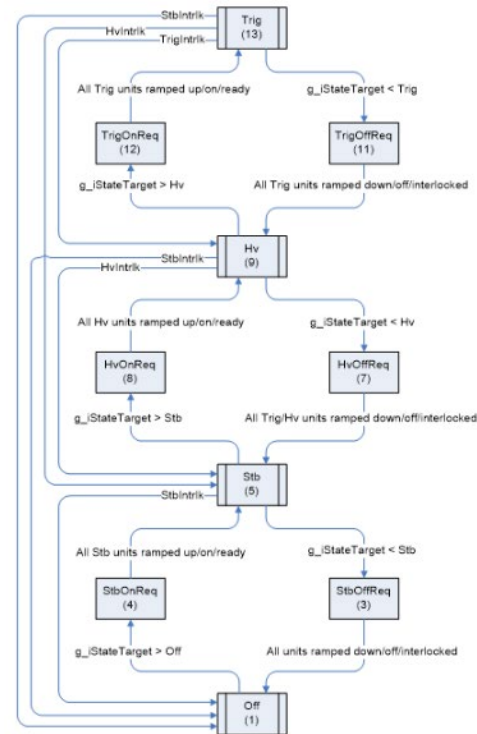 StbIntrlk
Trig
(13)
HvIntrlk
TrigIntrlk
All Trig units ramped up/on/ready
g_iStateTarget < Trig
TrigOnReq
(12)
TrigOffReq
(11)
g_iStateTarget > Hv
All Trig units ramped down/off/interlocked
Hv
(9)
StbIntrlk
HvIntrlk
All Hv units ramped up/on/ready
g_iStateTarget < Hv
HvOnReq
(8)
HvOffReq
(7)
g_iStateTarget > Stb
All Trig/Hv units ramped down/off/interlocked
Stb
(5)
StbIntrlk
All Stb units ramped up/on/ready
g_iStateTarget < Stb
StbOnReq
(4)
StbOffReq
(3)
g_iStateTarget > Off
All units ramped down/off/interlocked
Off
(1)